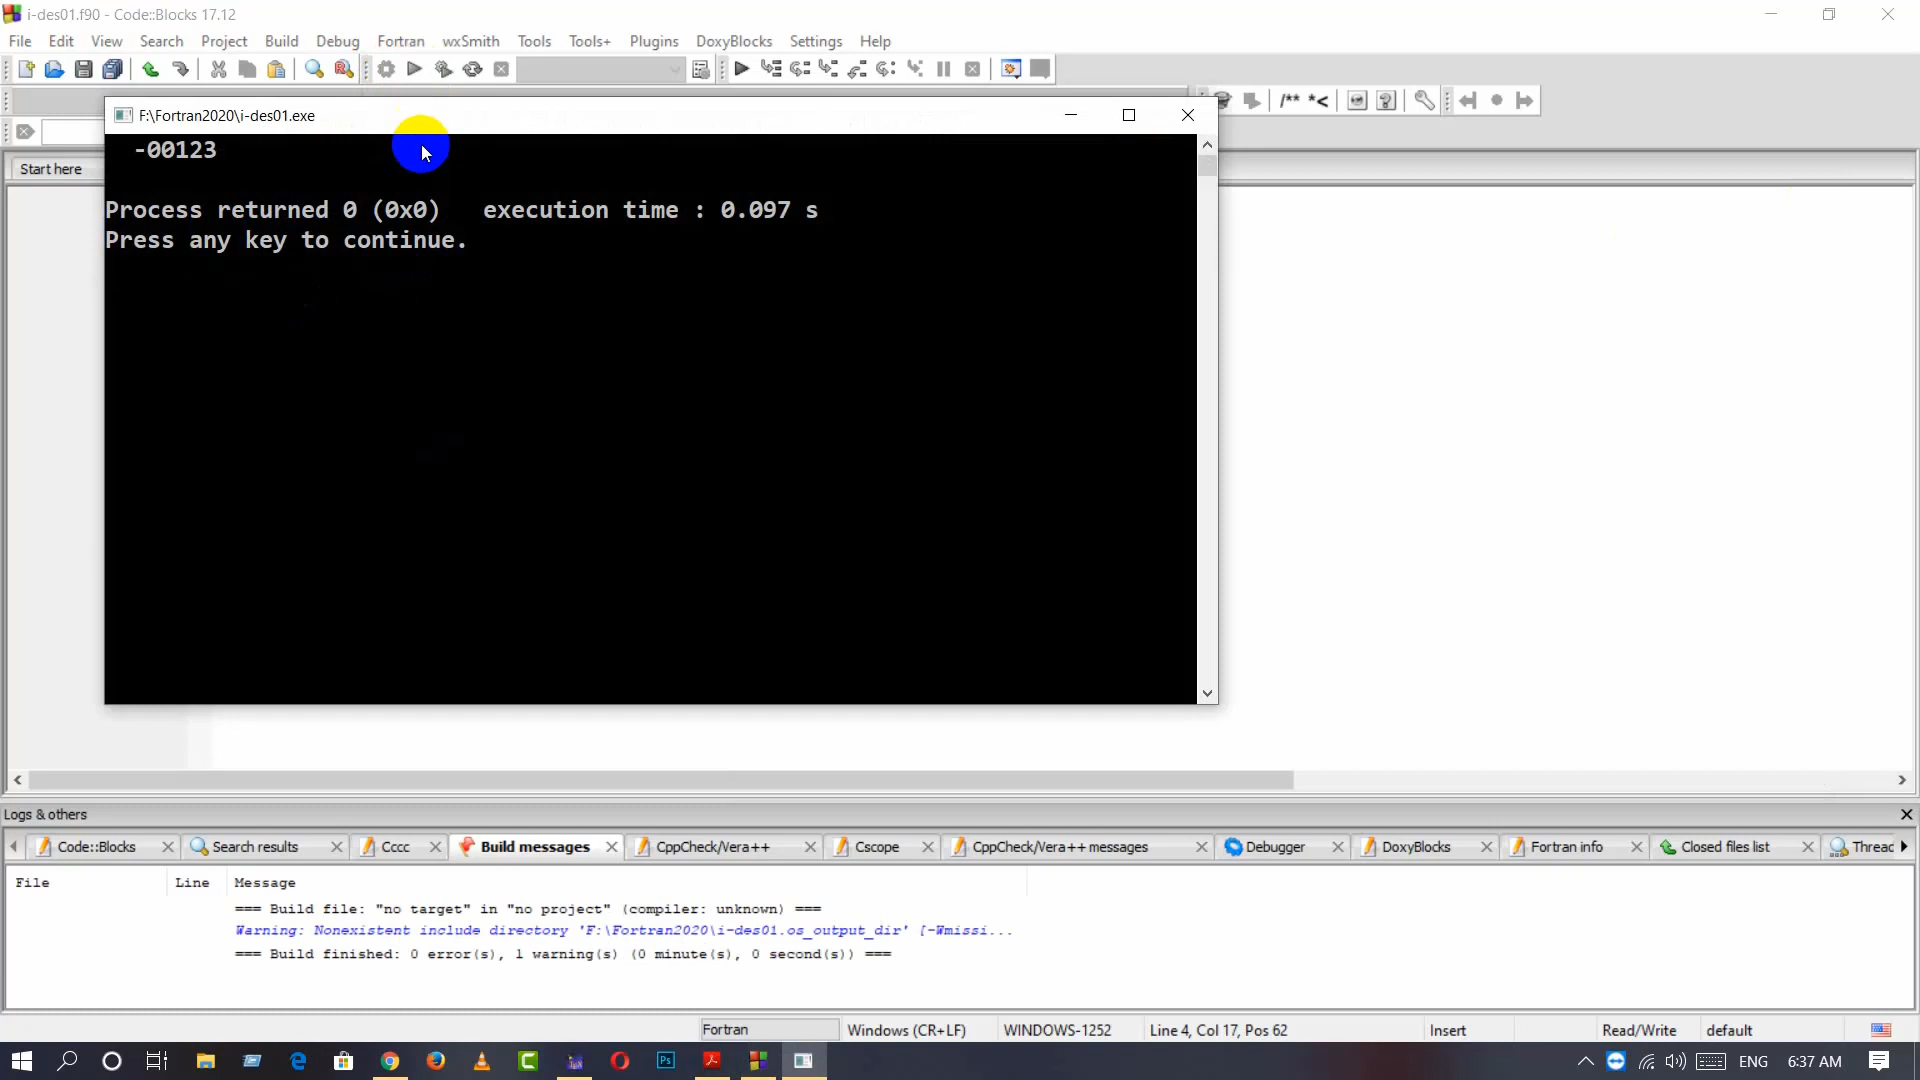 i-des01.f90 - Code::Blocks 17.12
File Edit View Search Project Build Debug Fortran wxSmith Tools Tools+ Plugins DoxyBlocks Settings Help
/** *<
F:\Fortran2020\i-des01.exe
-00123
Start here
Process returned 0 (0x0) execution time : 0.097 s
Press any key to continue.
Logs & others
Code::Blocks Search results Cccc Build messages CppCheck/Vera++ Cscope CppCheck/Vera++ messages Debugger DoxyBlocks Fortran info Closed files list Threac
File Line Message
=== Build file: "no target" in "no project" (compiler: unknown) ===
Warning: Nonexistent include directory 'F:\Fortran2020\i-des01.os_output_dir' [-Wmissi...
=== Build finished: 0 error(s), 1 warning(s) (0 minute(s), 0 second(s)) ===
Fortran Windows (CR+LF) WINDOWS-1252 Line 4, Col 17, Pos 62 Insert Read/Write default
Ps ENG 6:37 AM